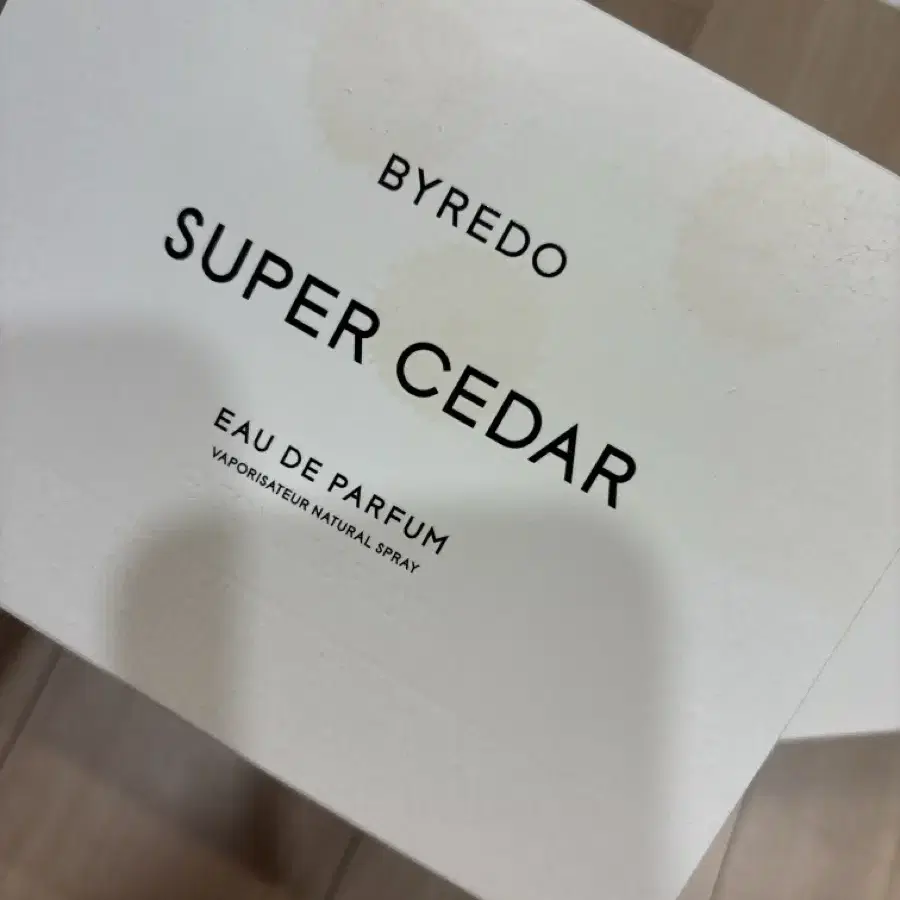 BYREDO
SUPER CEDAR
EAU DE PARFUM
VAPORISATEUR NATURAL SPRAY